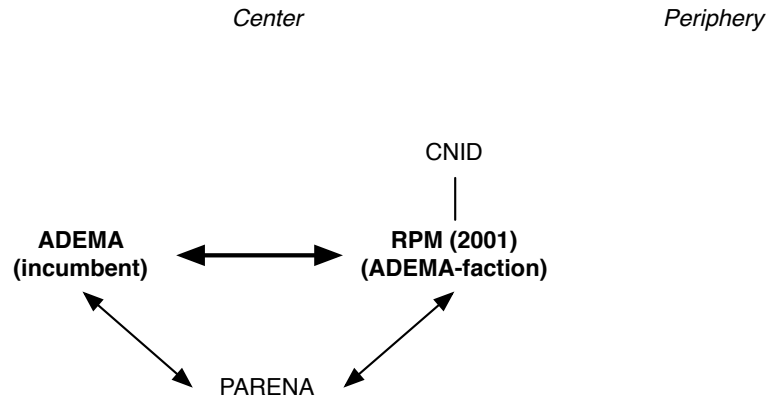 Center
Periphery
CNID
ADEMA
(incumbent)
RPM (2001)
(ADEMA-faction)
PARENA